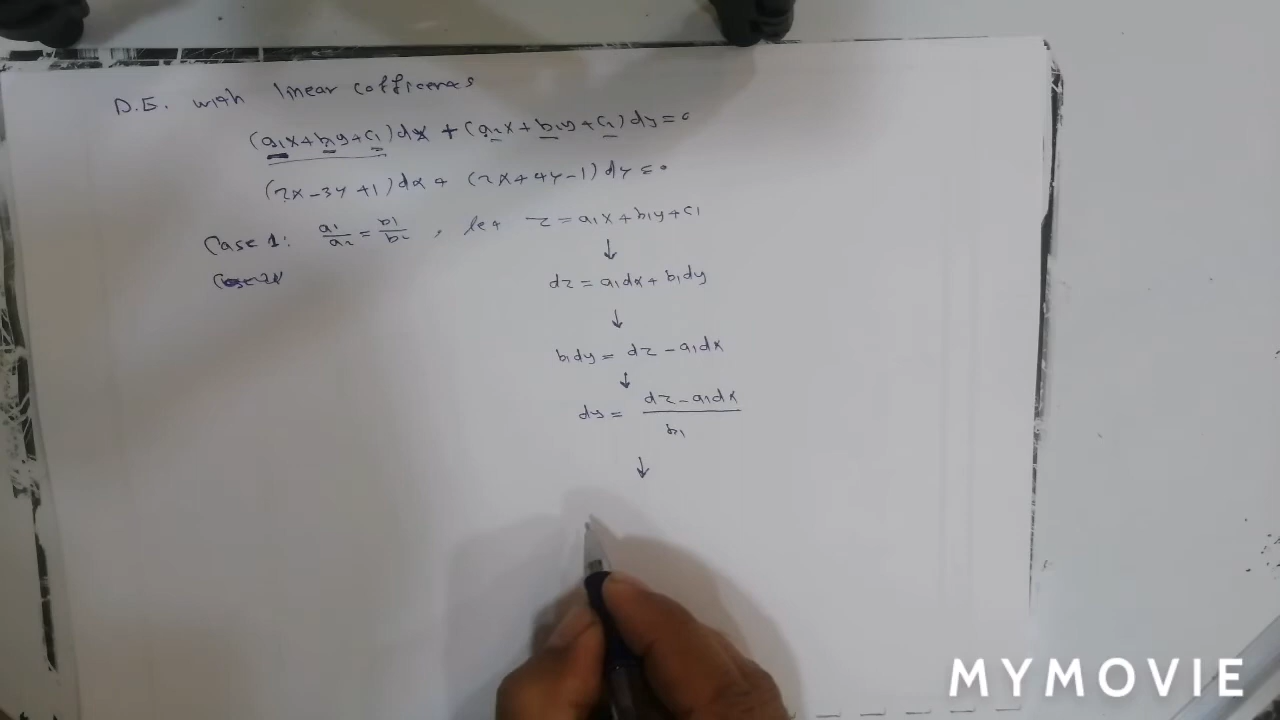 D.E. with linear cofficenas
(a1x+b1y+c1)dx + (a2x+b2y+c2)dy=0
(2x-3y+1)dx + (2x+4y-1)dy=0
Case 1: a1/a2 = b1/b2 , let z=a1x+b1y+c1
↓
dz = a1dx + b1dy
↓
b1dy = dz - a1dx
↓
dy = dz-a1dx / b1
↓
MYMOVIE